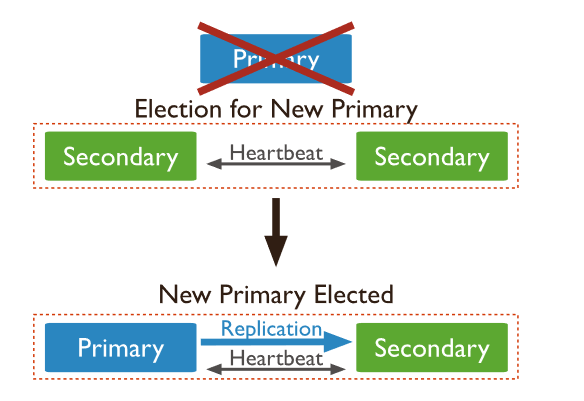 Primary
Election for New Primary
Secondary
Heartbeat
Secondary
New Primary Elected
Primary
Replication
Heartbeat
Secondary